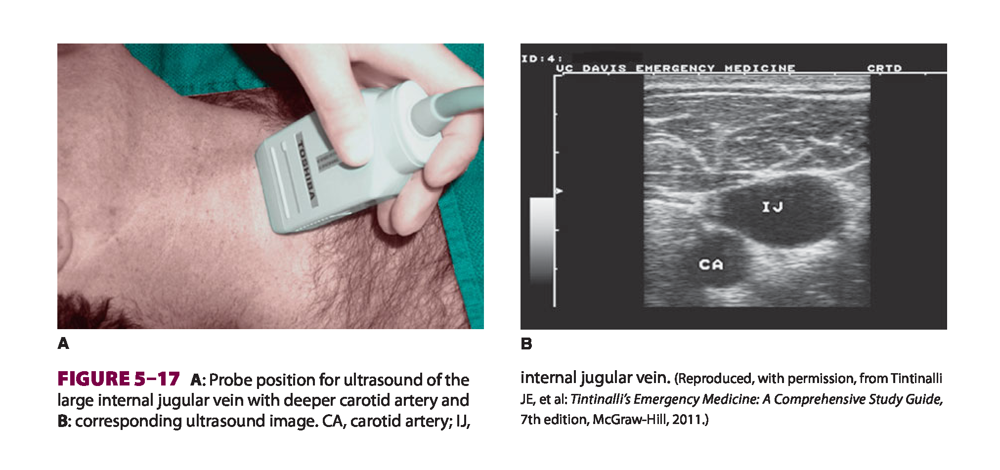 TOSHIBA
ID:4:
UC DAVIS EMERGENCY MEDICINE CRTD
IJ
CA
A
B
FIGURE 5–17 A: Probe position for ultrasound of the
large internal jugular vein with deeper carotid artery and
B: corresponding ultrasound image. CA, carotid artery; IJ,
internal jugular vein. (Reproduced, with permission, from Tintinalli
JE, et al: Tintinalli’s Emergency Medicine: A Comprehensive Study Guide,
7th edition, McGraw-Hill, 2011.)